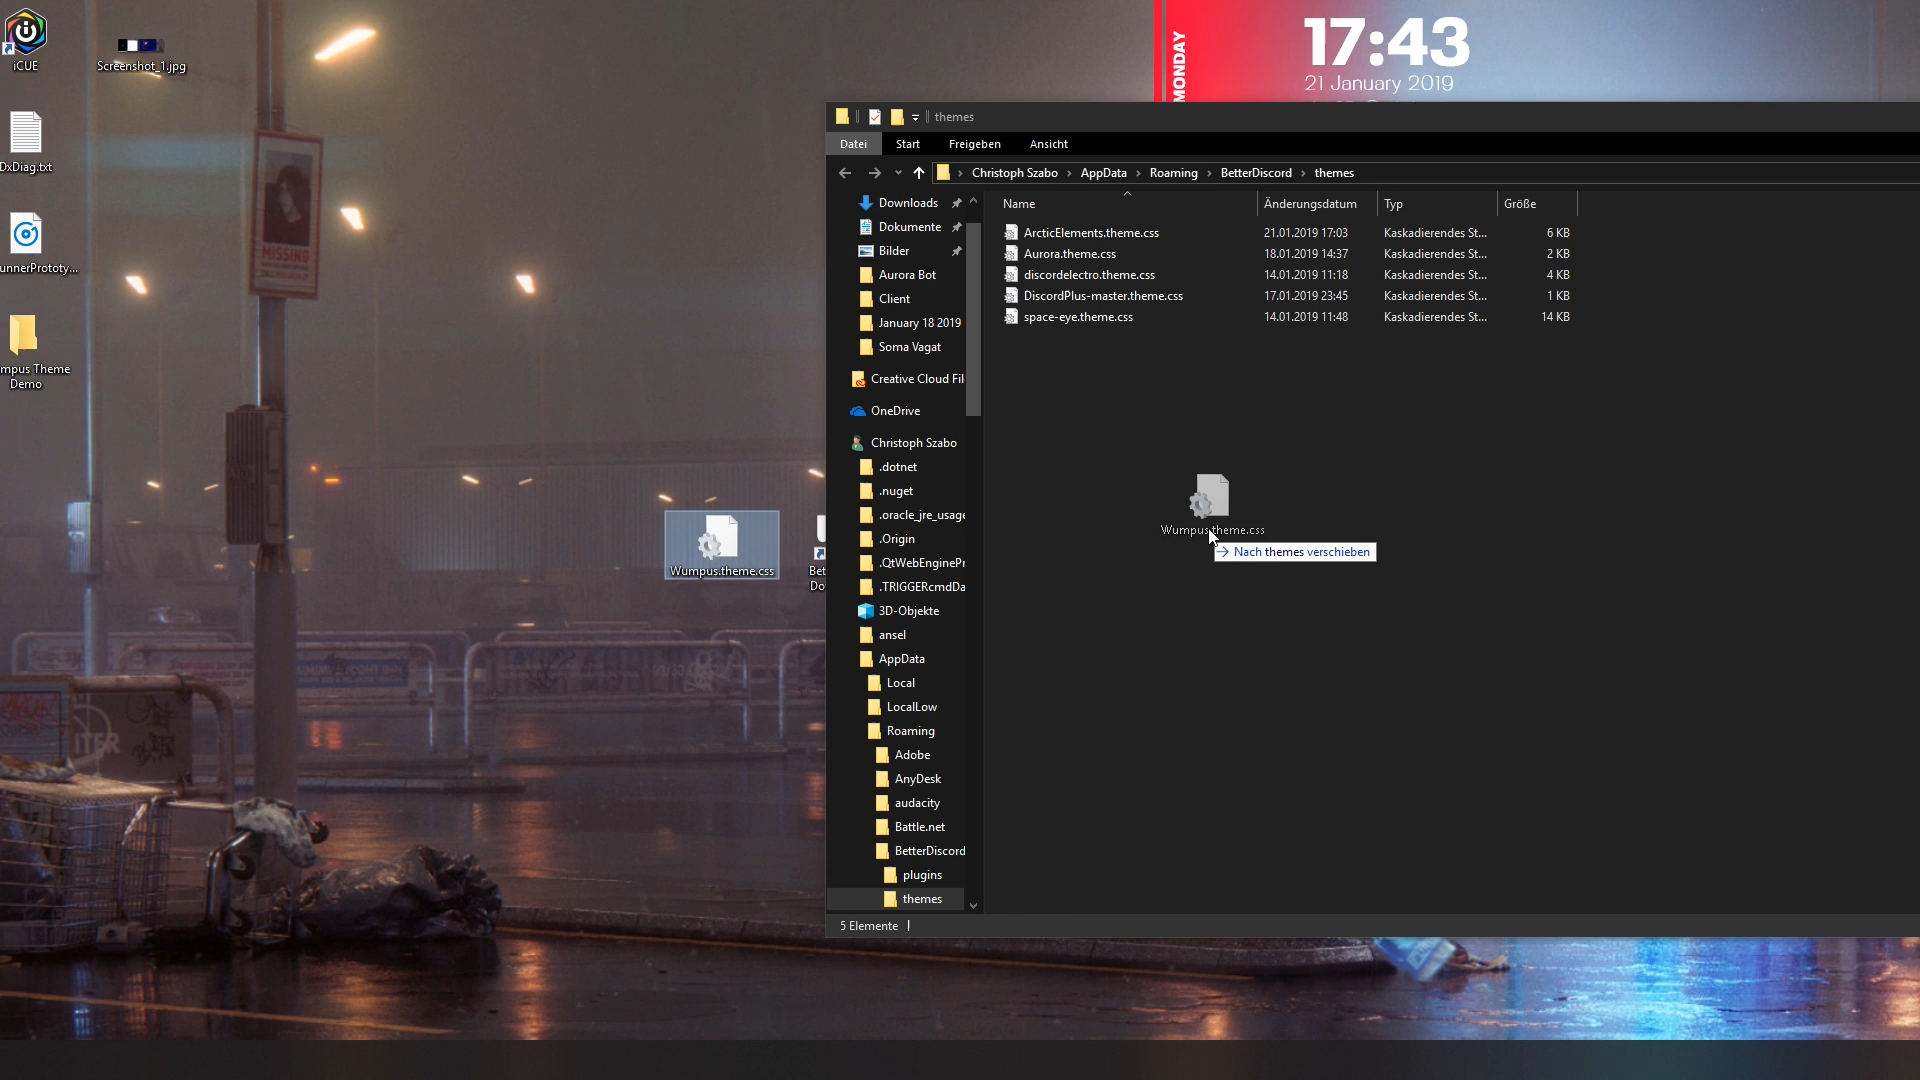 iCUE
Screenshot_1.jpg
DxDiag.txt
unnerPrototy...
mpus Theme
Demo
MISSING
Wumpus.theme.css
Bet
Do
MONDAY
17:43
21 January 2019
themes
Datei
Start
Freigeben
Ansicht
Christoph Szabo > AppData > Roaming > BetterDiscord > themes
Downloads
Dokumente
Bilder
Aurora Bot
Client
January 18 2019
Soma Vagat
Creative Cloud Fil
OneDrive
Christoph Szabo
.dotnet
.nuget
.oracle_jre_usage
.Origin
.QtWebEnginePr
.TRIGGERcmdDa
3D-Objekte
ansel
AppData
Local
LocalLow
Roaming
Adobe
AnyDesk
audacity
Battle.net
BetterDiscord
plugins
themes
Name Änderungsdatum Typ Größe
ArcticElements.theme.css 21.01.2019 17:03 Kaskadierendes St... 6 KB
Aurora.theme.css 18.01.2019 14:37 Kaskadierendes St... 2 KB
discordelectro.theme.css 14.01.2019 11:18 Kaskadierendes St... 4 KB
DiscordPlus-master.theme.css 17.01.2019 23:45 Kaskadierendes St... 1 KB
space-eye.theme.css 14.01.2019 11:48 Kaskadierendes St... 14 KB
Wumpus.theme.css
Nach themes verschieben
5 Elemente